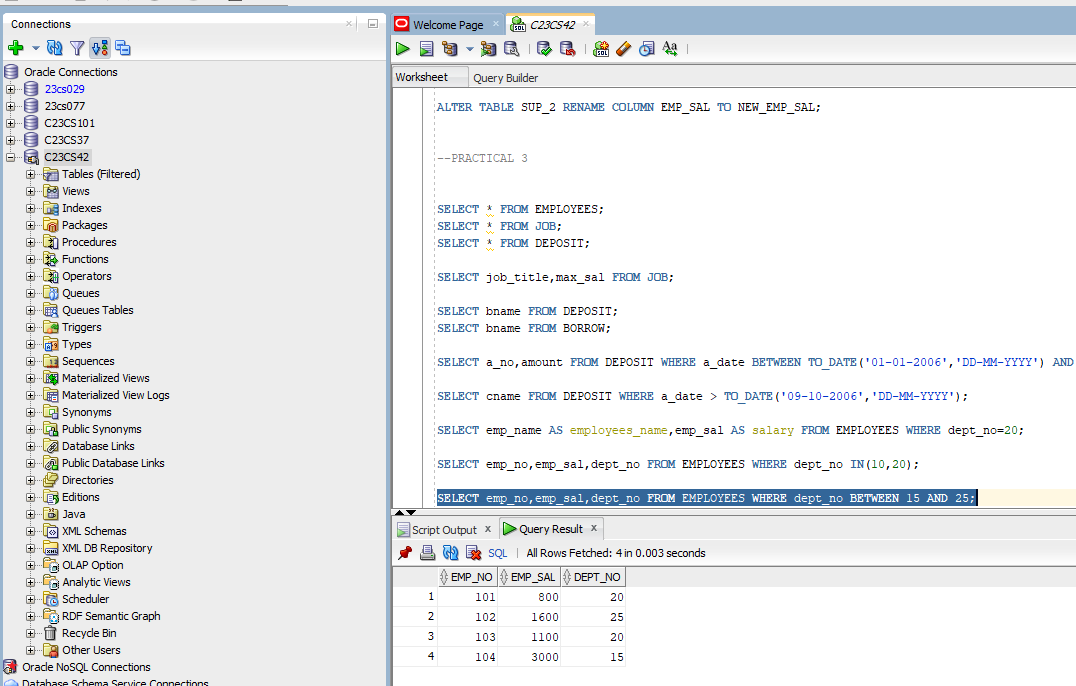 Connections
Oracle Connections
23cs029
23cs077
C23CS101
C23CS37
C23CS42
Tables (Filtered)
Views
Indexes
Packages
Procedures
Functions
Operators
Queues
Queues Tables
Triggers
Types
Sequences
Materialized Views
Materialized View Logs
Synonyms
Public Synonyms
Database Links
Public Database Links
Directories
Editions
Java
XML Schemas
XML DB Repository
OLAP Option
Analytic Views
Scheduler
RDF Semantic Graph
Recycle Bin
Other Users
Oracle NoSQL Connections
Database Schema Service Connections
Welcome Page C23CS42
Worksheet Query Builder
ALTER TABLE SUP_2 RENAME COLUMN EMP_SAL TO NEW_EMP_SAL;
--PRACTICAL 3
SELECT * FROM EMPLOYEES;
SELECT * FROM JOB;
SELECT * FROM DEPOSIT;
SELECT job_title,max_sal FROM JOB;
SELECT bname FROM DEPOSIT;
SELECT bname FROM BORROW;
SELECT a_no,amount FROM DEPOSIT WHERE a_date BETWEEN TO_DATE('01-01-2006','DD-MM-YYYY') AND
SELECT cname FROM DEPOSIT WHERE a_date > TO_DATE('09-10-2006','DD-MM-YYYY');
SELECT emp_name AS employees_name,emp_sal AS salary FROM EMPLOYEES WHERE dept_no=20;
SELECT emp_no,emp_sal,dept_no FROM EMPLOYEES WHERE dept_no IN(10,20);
SELECT emp_no,emp_sal,dept_no FROM EMPLOYEES WHERE dept_no BETWEEN 15 AND 25;
Script Output x Query Result x
SQL | All Rows Fetched: 4 in 0.003 seconds
EMP_NO EMP_SAL DEPT_NO
1 101 800 20
2 102 1600 25
3 103 1100 20
4 104 3000 15